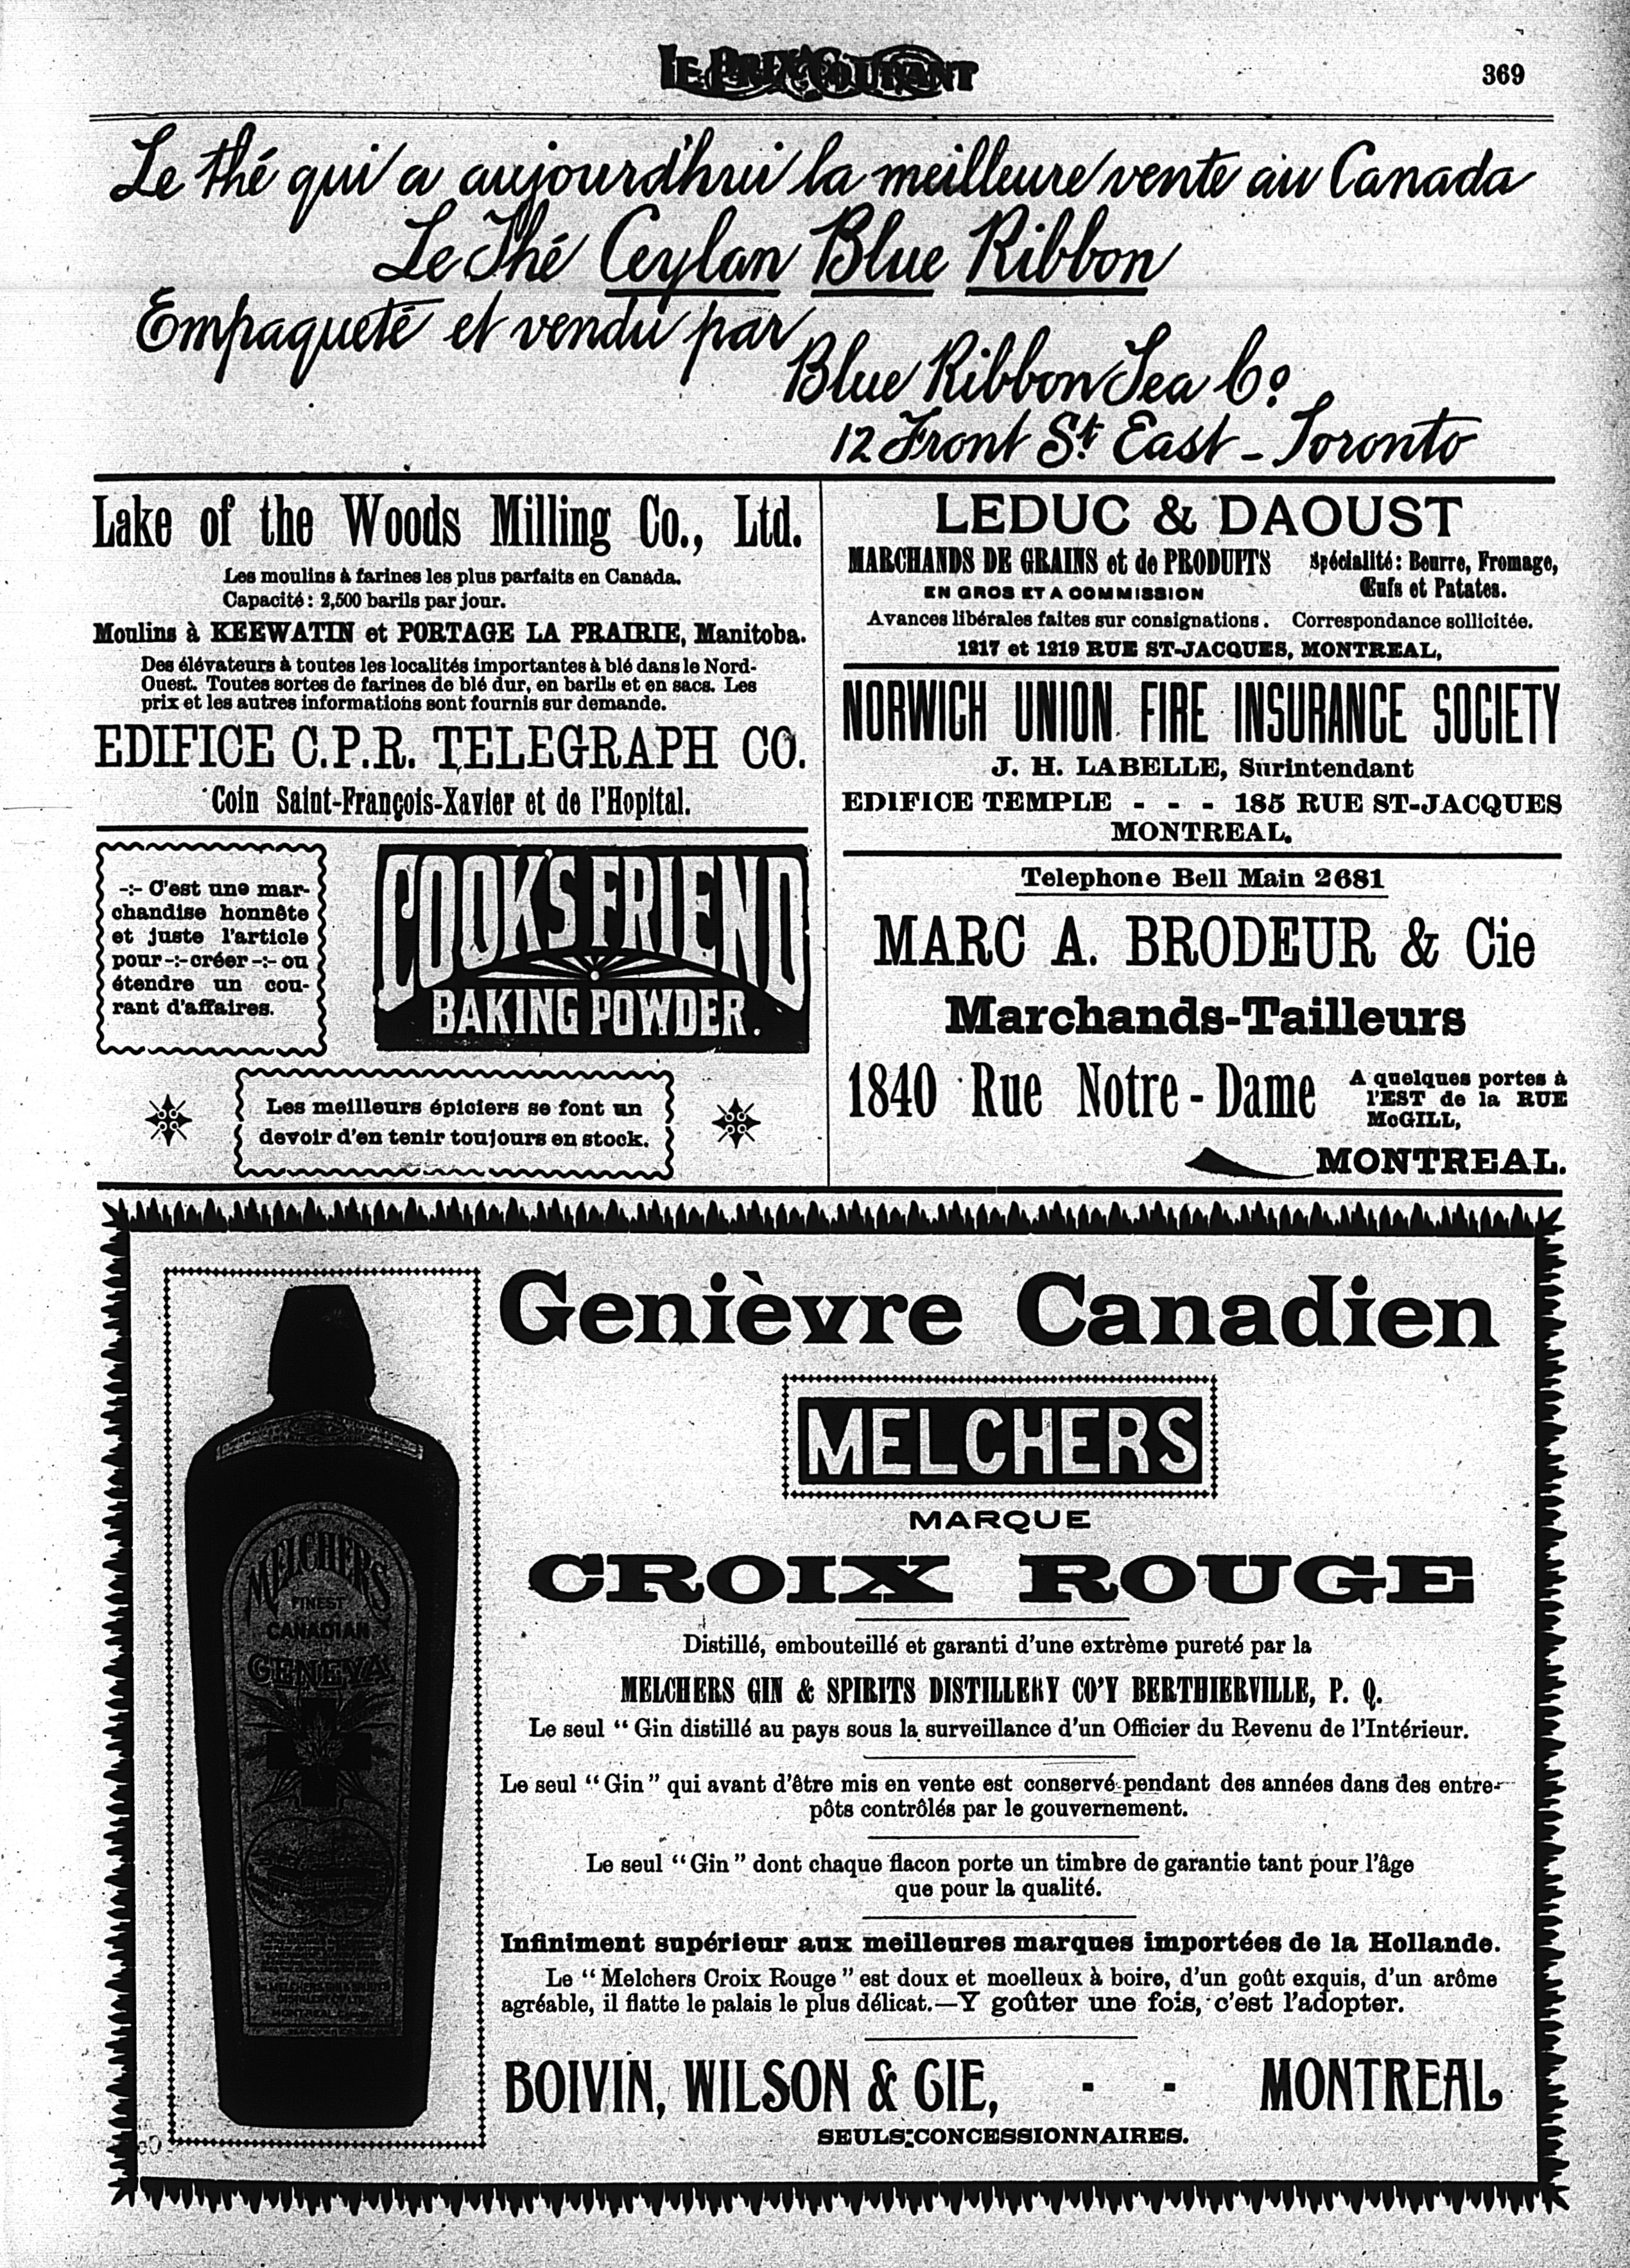 LE PRIX COURANT
369
Le thé qui a aujourd'hui la meilleure vente au Canada
Le Thé Ceylan Blue Ribbon
Empaqueté et vendu par
Blue Ribbon Tea Co.
12 Front St. East - Toronto
Lake of the Woods Milling Co., Ltd.
Les moulins à farines les plus parfaits en Canada.
Capacité: 2,500 barils par jour.
Moulins à KEEWATIN et PORTAGE LA PRAIRIE, Manitoba.
Des élévateurs à toutes les localités importantes à blé dans le Nord-
Ouest. Toutes sortes de farines de blé dur, en barils et en sacs. Les
prix et les autres informations sont fournis sur demande.
EDIFICE C.P.R. TELEGRAPH CO.
Coin Saint-François-Xavier et de l'Hopital.
-:- C'est une mar-
chandise honnête
et juste l'article
pour -:- créer -:- ou
étendre un cou-
rant d'affaires.
COOK'S FRIEND
BAKING POWDER.
Les meilleurs épiciers se font un
devoir d'en tenir toujours en stock.
LEDUC & DAOUST
MARCHANDS DE GRAINS et de PRODUITS
EN GROS ET A COMMISSION
Spécialité: Beurre, Fromage,
Œufs et Patates.
Avances libérales faites sur consignations. Correspondance sollicitée.
1217 et 1219 RUE ST-JACQUES, MONTREAL,
NORWICH UNION FIRE INSURANCE SOCIETY
J. H. LABELLE, Surintendant
EDIFICE TEMPLE - - - 185 RUE ST-JACQUES
MONTREAL.
Telephone Bell Main 2681
MARC A. BRODEUR & Cie
Marchands-Tailleurs
1840 Rue Notre-Dame
A quelques portes à
l'EST de la RUE
McGILL,
MONTREAL.
MELCHERS
FINEST
CANADIAN
GENEVA
Genièvre Canadien
MELCHERS
MARQUE
CROIX ROUGE
Distillé, embouteillé et garanti d'une extrème pureté par la
MELCHERS GIN & SPIRITS DISTILLERY CO'Y BERTHIERVILLE, P. Q.
Le seul “ Gin distillé au pays sous la surveillance d'un Officier du Revenu de l'Intérieur.
Le seul “ Gin ” qui avant d'être mis en vente est conservé pendant des années dans des entre-
pôts contrôlés par le gouvernement.
Le seul “ Gin ” dont chaque flacon porte un timbre de garantie tant pour l'âge
que pour la qualité.
Infiniment supérieur aux meilleures marques importées de la Hollande.
Le “ Melchers Croix Rouge ” est doux et moelleux à boire, d'un goût exquis, d'un arôme
agréable, il flatte le palais le plus délicat.—Y goûter une fois, c'est l'adopter.
BOIVIN, WILSON & CIE, - - MONTREAL
SEULS CONCESSIONNAIRES.